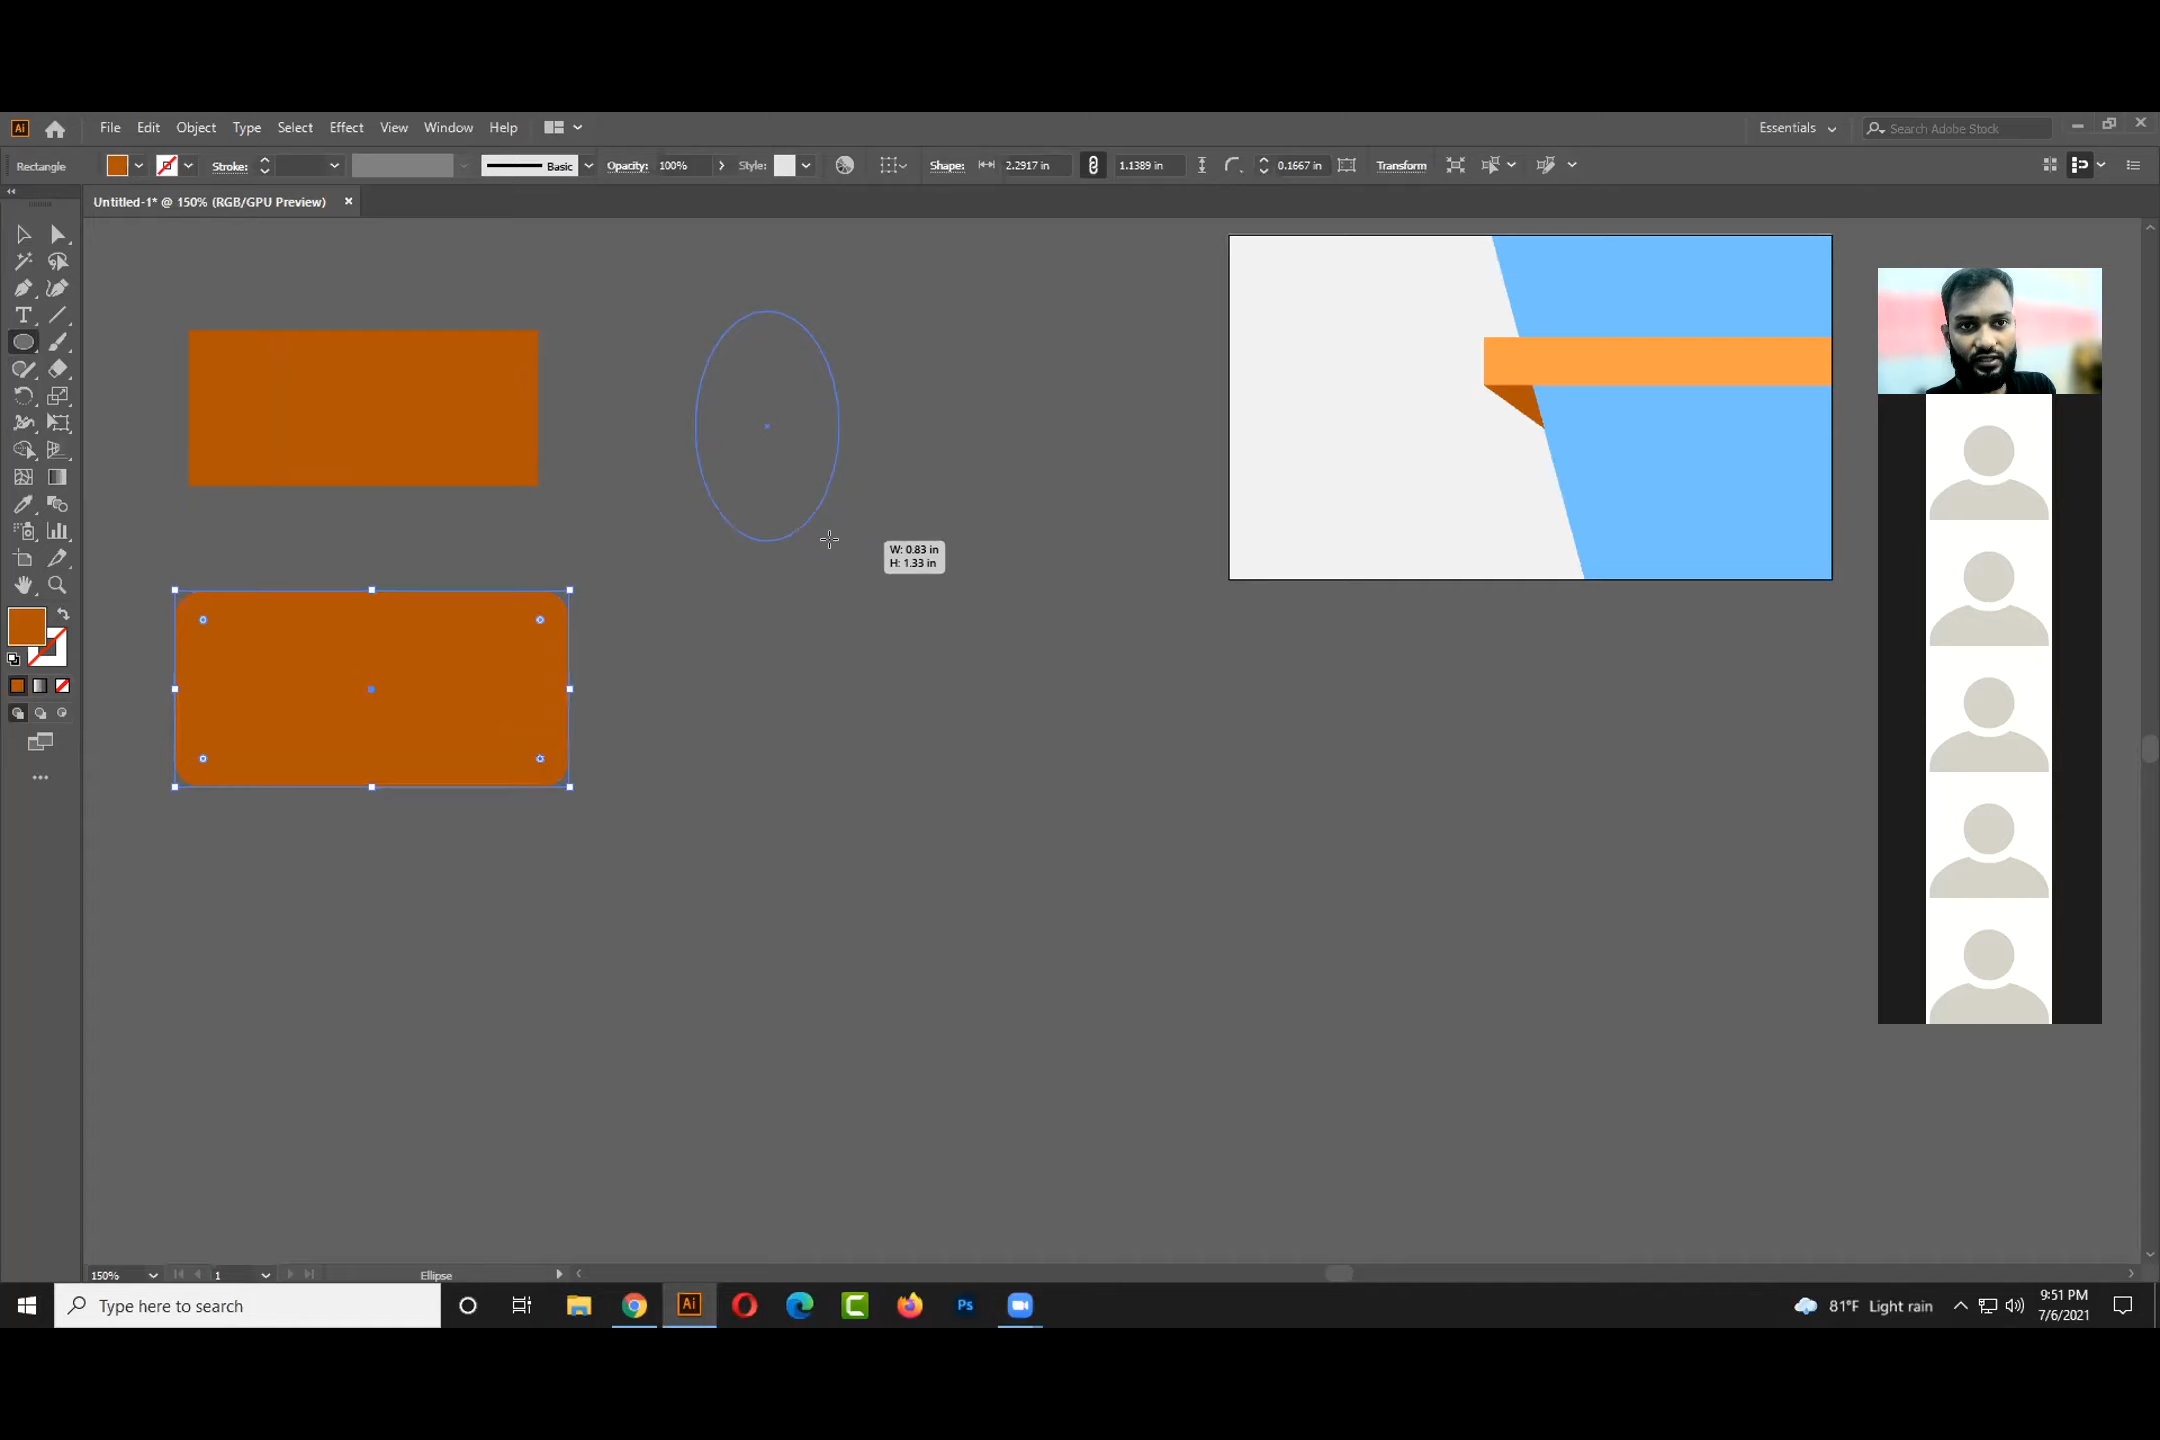 Ai File Edit Object Type Select Effect View Window Help Essentials Search Adobe Stock
Rectangle Stroke: Basic Opacity: 100% Style: Shape: 2.2917 in 1.1389 in 0.1667 in Transform
Untitled-1* @ 150% (RGB/GPU Preview) ×
T
W: 0.83 in
H: 1.33 in
150% 1 Ellipse
Type here to search Ai Ps 81°F Light rain 9:51 PM
7/6/2021